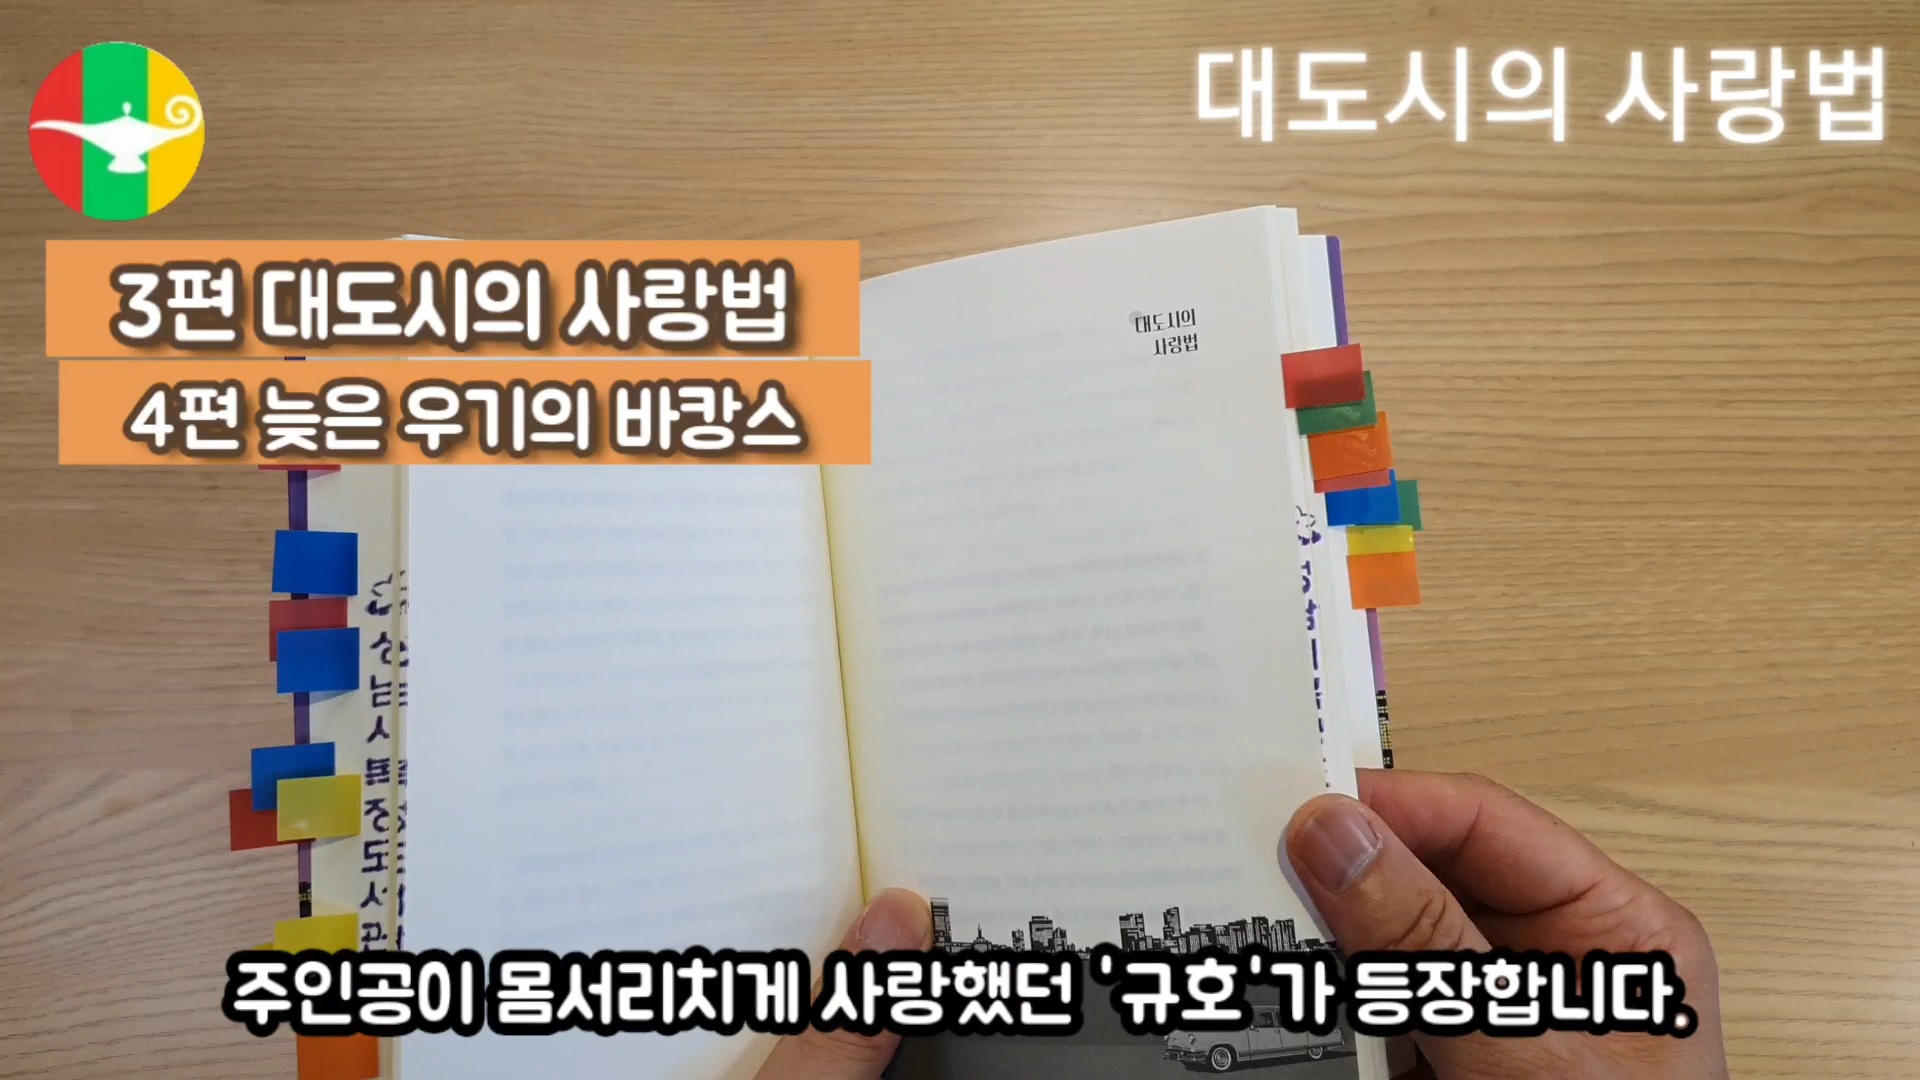 대도시의 사랑법
3편 대도시의 사랑법
4편 늦은 우기의 바캉스
대도시의
사랑법
주인공이 몸서리치게 사랑했던 '규호'가 등장합니다.